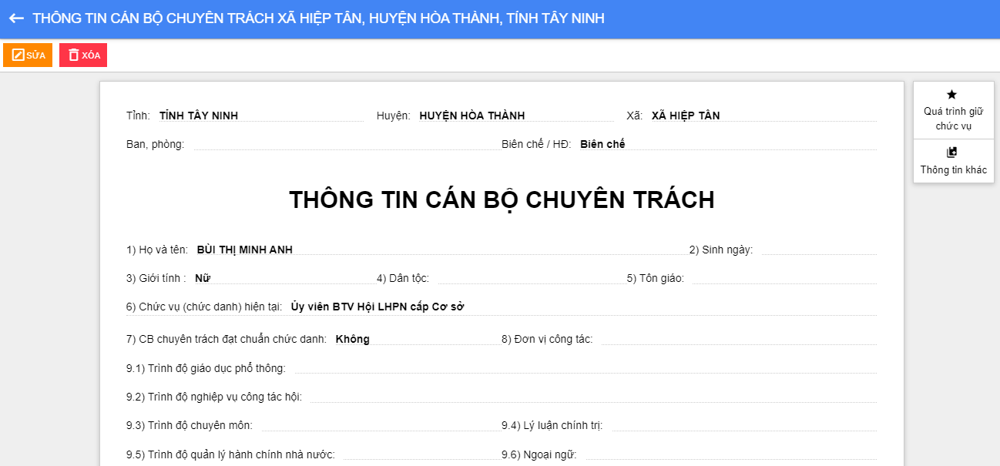 THÔNG TIN CÁN BỘ CHUYÊN TRÁCH XÃ HIỆP TÂN, HUYỆN HÒA THÀNH, TỈNH TÂY NINH
SỬA XÓA
Tỉnh: TỈNH TÂY NINH Huyện: HUYỆN HÒA THÀNH Xã: XÃ HIỆP TÂN
Ban, phòng: Biên chế / HĐ: Biên chế
THÔNG TIN CÁN BỘ CHUYÊN TRÁCH
1) Họ và tên: BÙI THỊ MINH ANH 2) Sinh ngày:
3) Giới tính : Nữ 4) Dân tộc: 5) Tôn giáo:
6) Chức vụ (chức danh) hiện tại: Ủy viên BTV Hội LHPN cấp Cơ sở
7) CB chuyên trách đạt chuẩn chức danh: Không 8) Đơn vị công tác:
9.1) Trình độ giáo dục phổ thông:
9.2) Trình độ nghiệp vụ công tác hội:
9.3) Trình độ chuyên môn: 9.4) Lý luận chính trị:
9.5) Trình độ quản lý hành chính nhà nước: 9.6) Ngoại ngữ:
Quá trình giữ
chức vụ
Thông tin khác